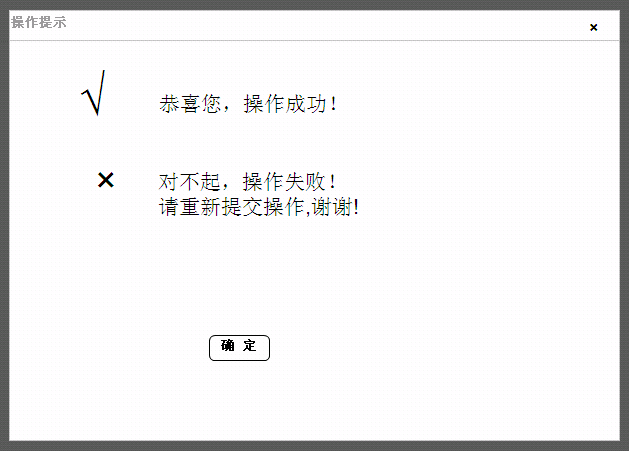 操作提示
×
√
恭喜您，操作成功！
×
对不起，操作失败！
请重新提交操作,谢谢!
确 定